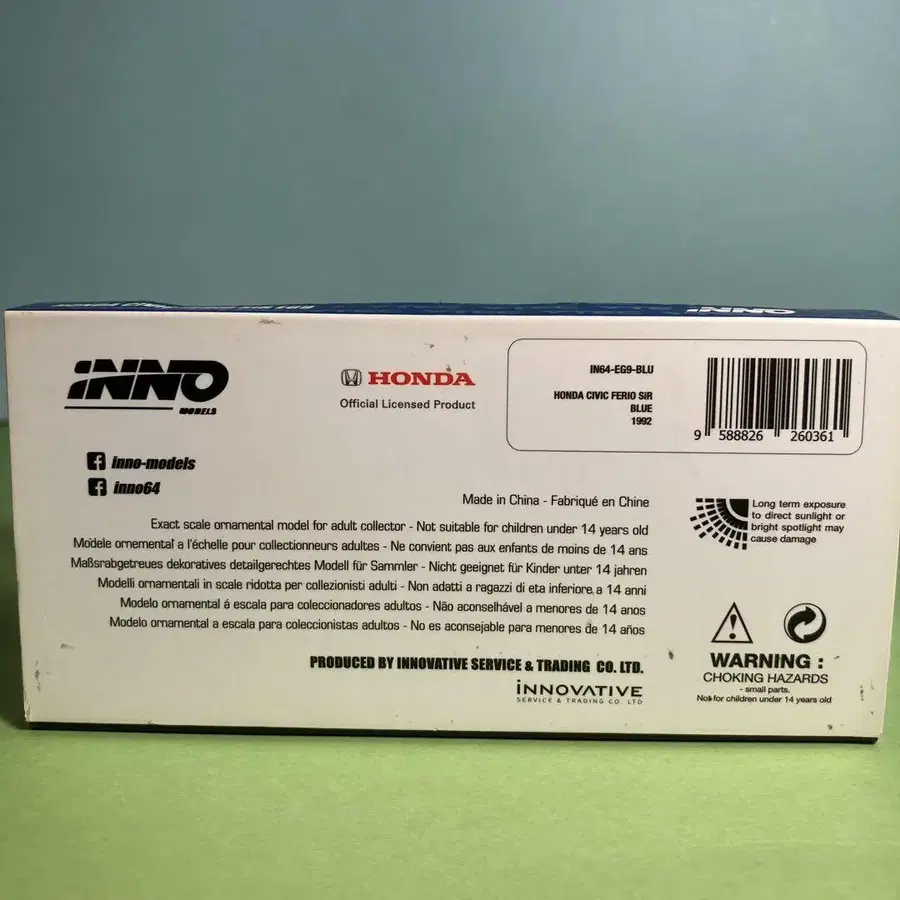 INNO
MODELS
HONDA
Official Licensed Product
IN64-EG9-BLU
HONDA CIVIC FERIO SiR
BLUE
1992
9 588826 260361
inno-models
inno64
Made in China - Fabriqué en Chine
Exact scale ornamental model for adult collector - Not suitable for children under 14 years old
Modèle ornemental a l'échelle pour collectionneurs adultes - Ne convient pas aux enfants de moins de 14 ans
Maßsrabgetreues dekoratives detailgerechtes Modell für Sammler - Nicht geeignet für Kinder unter 14 jahren
Modelli ornamentali in scale ridotta per collezionisti adulti - Non adatti a ragazzi di eta inferiore a 14 anni
Modelo ornamental á escala para coleccionadores adultos - Não aconselhável a menores de 14 anos
Modelo ornamental a escala para coleccionistas adultos - No es aconsejable para menores de 14 años
Long term exposure
to direct sunlight or
bright spotlight may
cause damage
PRODUCED BY INNOVATIVE SERVICE & TRADING CO. LTD.
iNNOVATIVE
SERVICE & TRADING CO LTD
WARNING :
CHOKING HAZARDS
- small parts.
Not for children under 14 years old